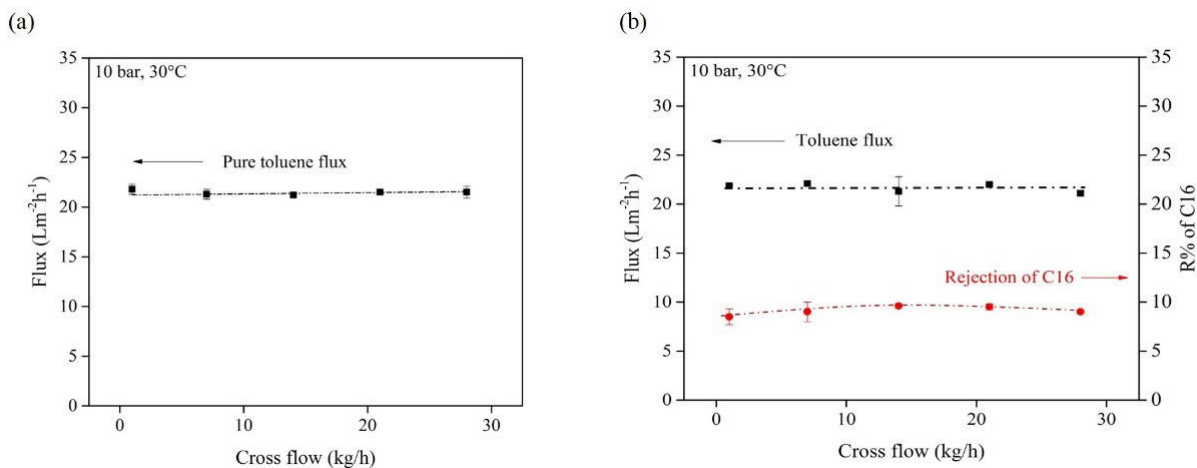 (a)
35
10 bar, 30°C
30
25
Pure toluene flux
20
15
10
5
0
Flux (Lm⁻²h⁻¹)
0 10 20 30
Cross flow (kg/h)
(b)
35 35
10 bar, 30°C
30 30
Toluene flux
25 25
20 20
15 15
Rejection of C16
10 10
5 5
0 0
Flux (Lm⁻²h⁻¹)
R% of C16
0 10 20 30
Cross flow (kg/h)